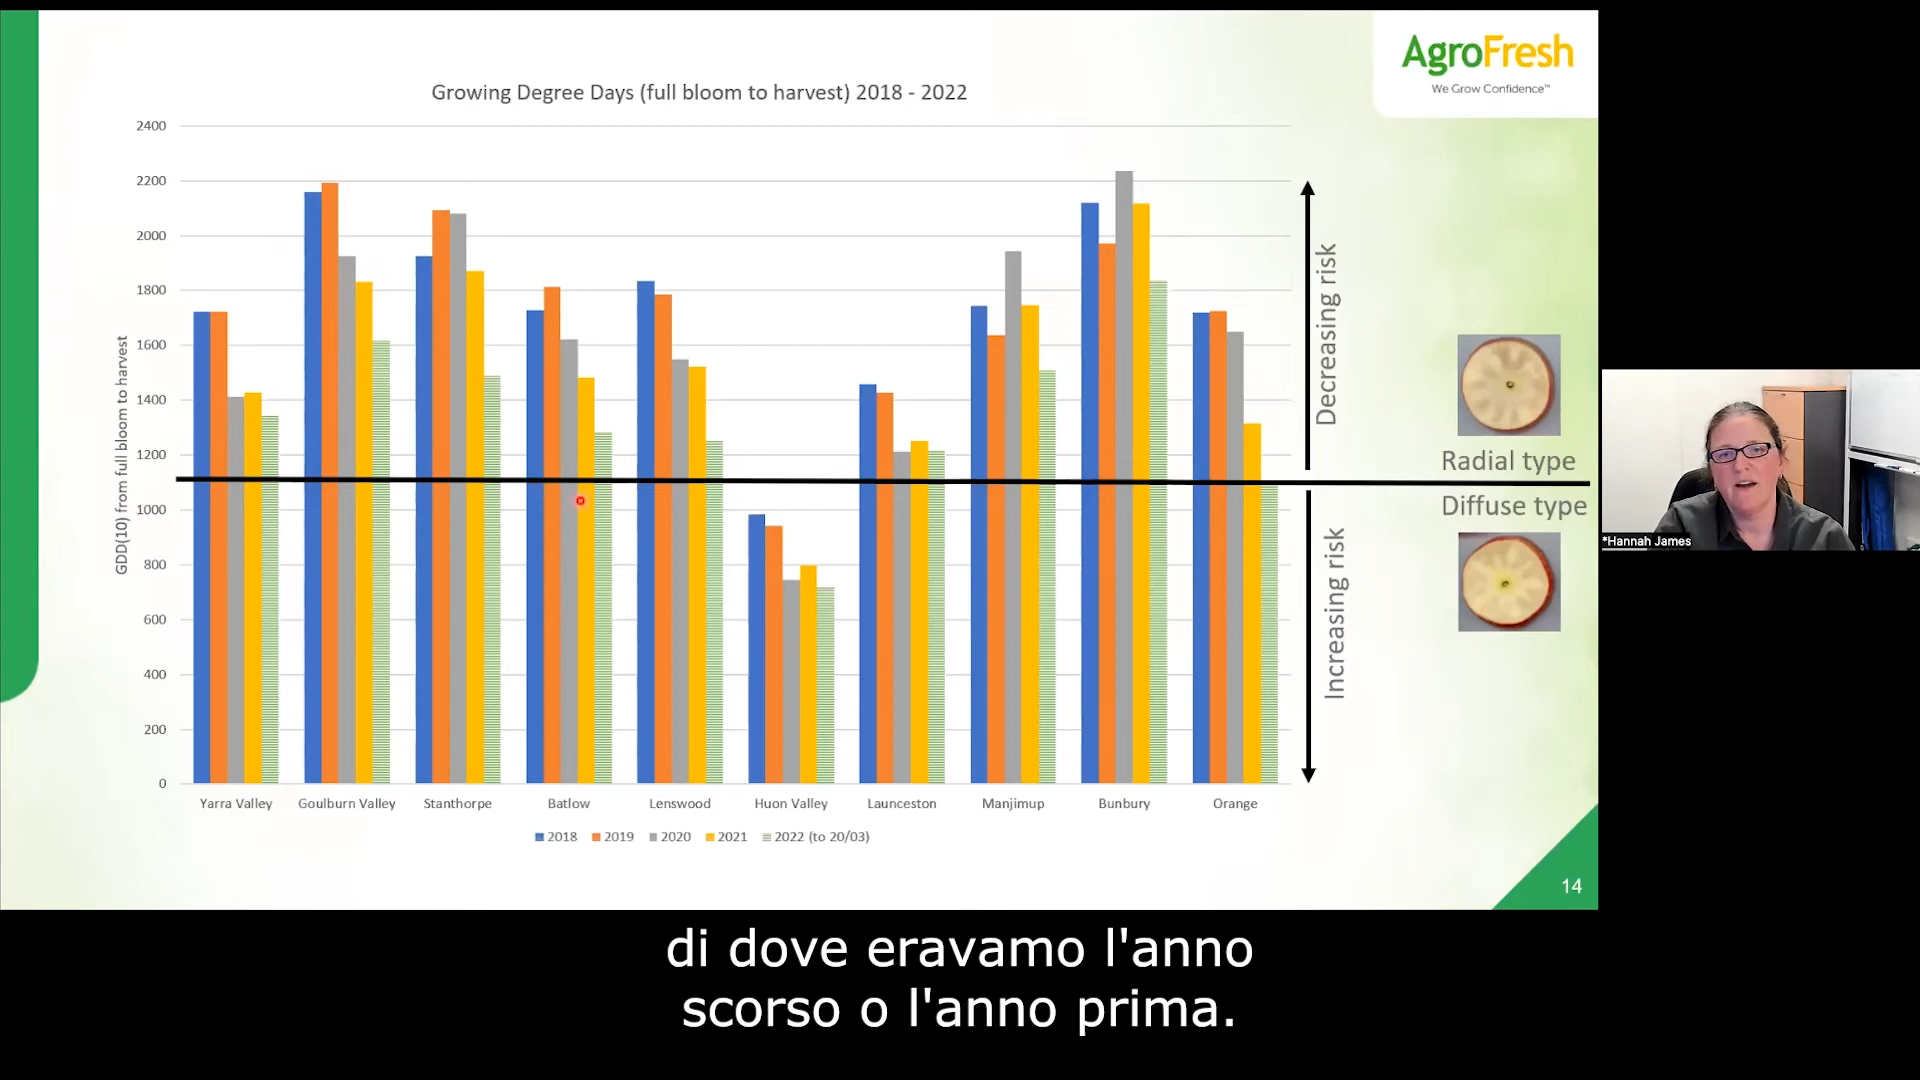 AgroFresh
We Grow Confidence™
Growing Degree Days (full bloom to harvest) 2018 - 2022
GDD(10) from full bloom to harvest
2400
2200
2000
1800
1600
1400
1200
1000
800
600
400
200
0
Yarra Valley Goulburn Valley Stanthorpe Batlow Lenswood Huon Valley Launceston Manjimup Bunbury Orange
2018 2019 2020 2021 2022 (to 20/03)
Decreasing risk
Increasing risk
Radial type
Diffuse type
14
*Hannah James
di dove eravamo l'anno
scorso o l'anno prima.